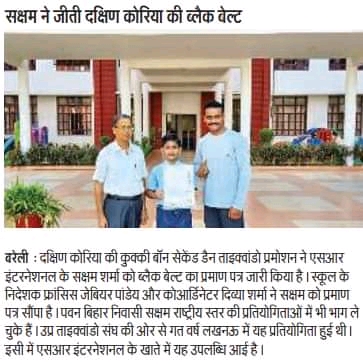 सक्षम ने जीती दक्षिण कोरिया की ब्लैक वेल्ट
बरेली : दक्षिण कोरिया की कुक्की बॉन सेकेंड डैन ताइक्वांडो प्रमोशन ने एसआर
इंटरनेशनल के सक्षम शर्मा को ब्लैक बेल्ट का प्रमाण पत्र जारी किया है। स्कूल के
निदेशक फ्रांसिस जेबियर पांडेय और कोआर्डिनेटर दिव्या शर्मा ने सक्षम को प्रमाण
पत्र सौंपा है। पवन बिहार निवासी सक्षम राष्ट्रीय स्तर की प्रतियोगिताओं में भी भाग ले
चुके हैं। उप्र ताइक्वांडो संघ की ओर से गत वर्ष लखनऊ में यह प्रतियोगिता हुई थी।
इसी में एसआर इंटरनेशनल के खाते में यह उपलब्धि आई है।